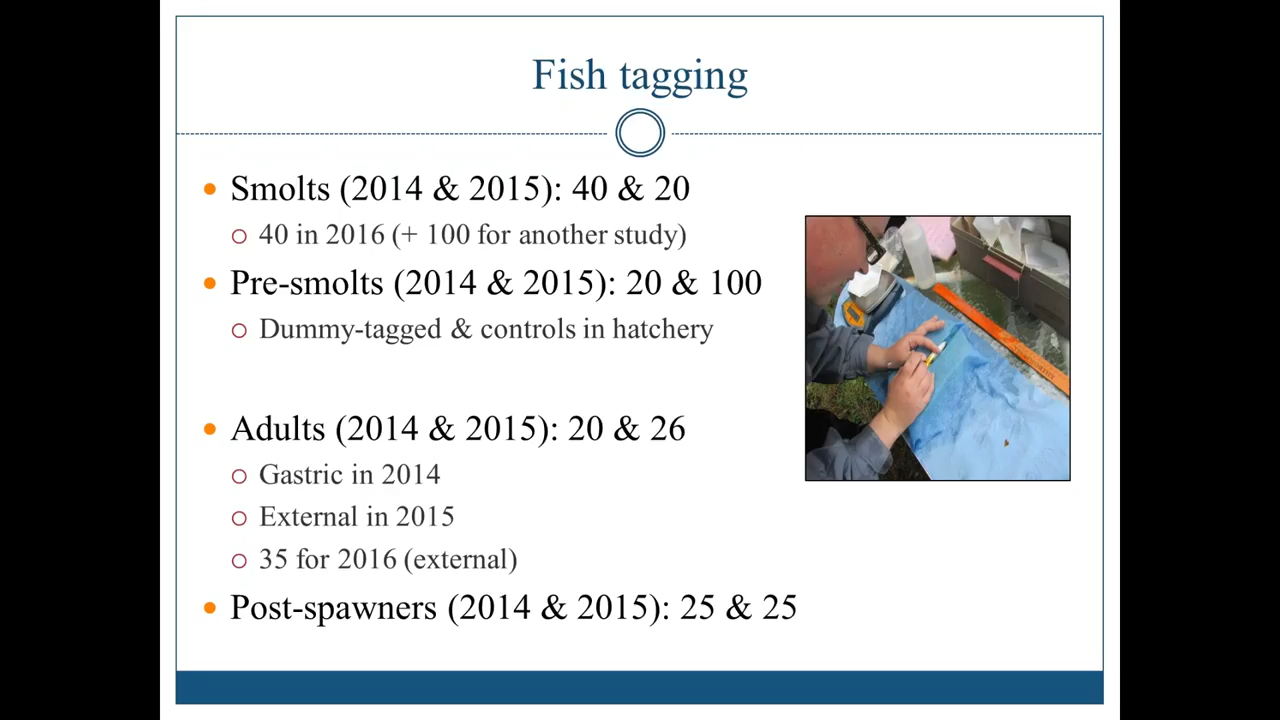 Fish tagging
Smolts (2014 & 2015): 40 & 20
40 in 2016 (+ 100 for another study)
Pre-smolts (2014 & 2015): 20 & 100
Dummy-tagged & controls in hatchery
Adults (2014 & 2015): 20 & 26
Gastric in 2014
External in 2015
35 for 2016 (external)
Post-spawners (2014 & 2015): 25 & 25